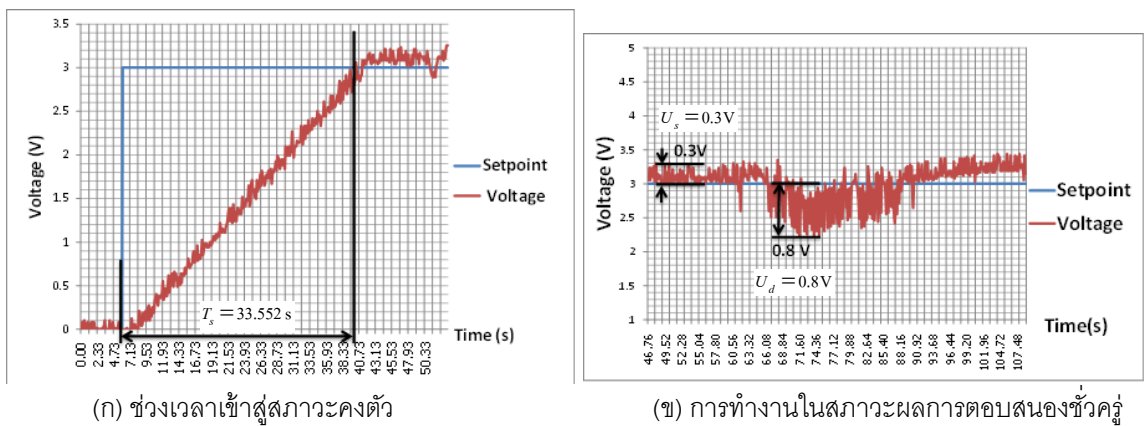 3.5
3
2.5
2
1.5
1
0.5
0
Voltage (V)
Setpoint
Voltage
T_s = 33.552 s
Time (s)
0.00 2.33 4.73 7.13 9.53 11.93 14.33 16.73 19.13 21.53 23.93 26.33 28.73 31.13 33.53 35.93 38.33 40.73 43.13 45.53 47.93 50.33
(ก) ช่วงเวลาเข้าสู่สภาวะคงตัว
5
4.5
4
3.5
3
2.5
2
1.5
1
Voltage (V)
U_s = 0.3V
0.3V
0.8 V
U_d = 0.8V
Setpoint
Voltage
Time(s)
46.76 49.52 52.28 55.04 57.80 60.56 63.32 66.08 68.84 71.60 74.36 77.12 79.88 82.64 85.40 88.16 90.92 93.68 96.44 99.20 101.96 104.72 107.48
(ข) การทำงานในสภาวะผลการตอบสนองชั่วครู่